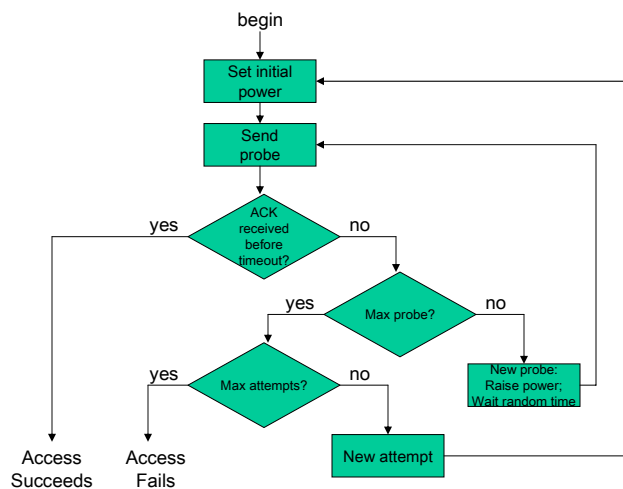 begin
Set initial
power
Send
probe
yes
ACK
received
before
timeout?
no
yes
Max probe?
no
yes
Max attempts?
no
New probe:
Raise power;
Wait random time
Access
Succeeds
Access
Fails
New attempt